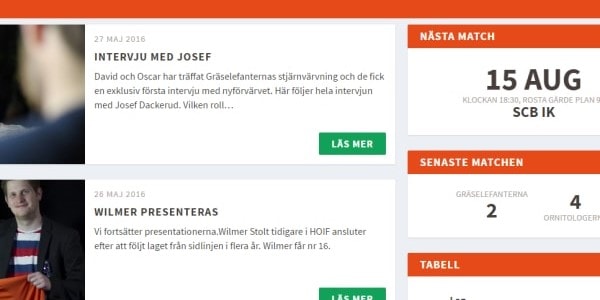 27 MAJ 2016
INTERVJU MED JOSEF
David och Oscar har träffat Gräselefanternas stjärnvärvning och de fick
en exklusiv första intervju med nyförvärvet. Här följer hela intervjun
med Josef Dackerud. Vilken roll…
LÄS MER
26 MAJ 2016
WILMER PRESENTERAS
Vi fortsätter presentationerna.Wilmer Stolt tidigare i HOIF ansluter
efter att följt laget från sidlinjen i flera år. Wilmer får nr 16.
LÄS MER
NÄSTA MATCH
15 AUG
KLOCKAN 18:30, ROSTA GÄRDE PLAN 9
SCB IK
SENASTE MATCHEN
GRÄSELEFANTERNA
2
4
ORNITOLOGERN
TABELL